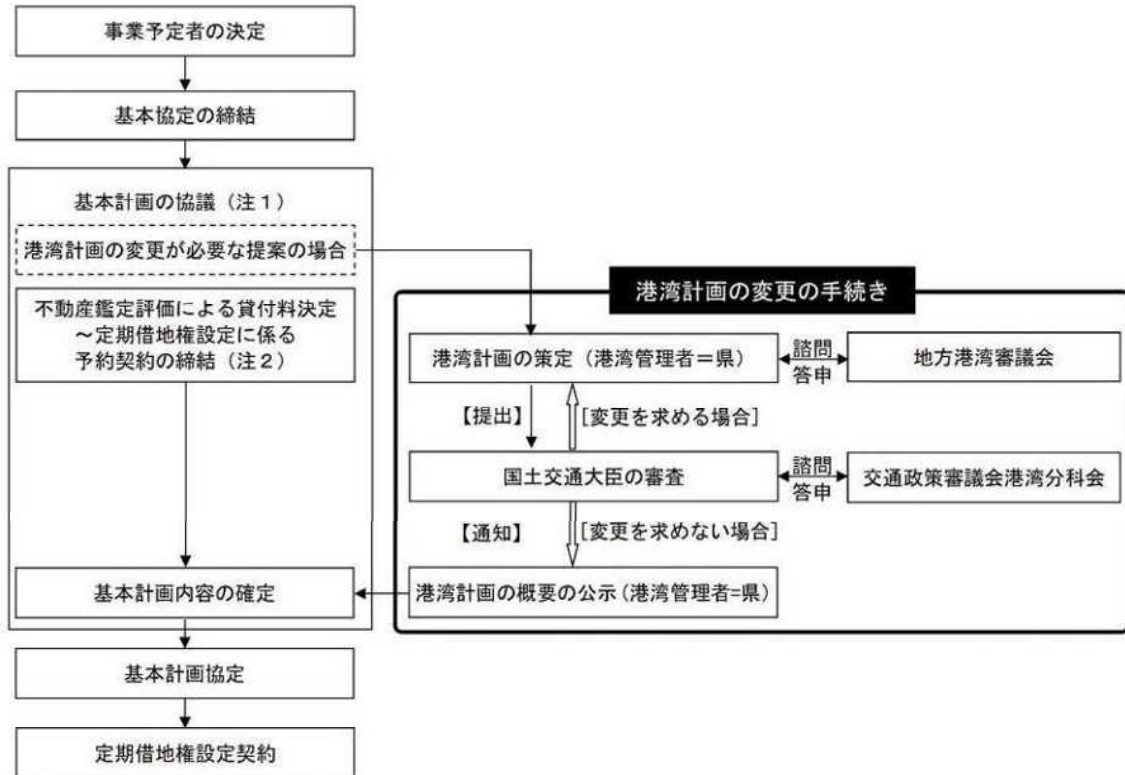 事業予定者の決定
基本協定の締結
基本計画の協議（注１）
港湾計画の変更が必要な提案の場合
不動産鑑定評価による貸付料決定
～定期借地権設定に係る
予約契約の締結（注２）
基本計画内容の確定
基本計画協定
定期借地権設定契約
港湾計画の変更の手続き
港湾計画の策定（港湾管理者＝県）
諮問
答申
地方港湾審議会
【提出】
[変更を求める場合]
国土交通大臣の審査
諮問
答申
交通政策審議会港湾分科会
【通知】
[変更を求めない場合]
港湾計画の概要の公示（港湾管理者=県）